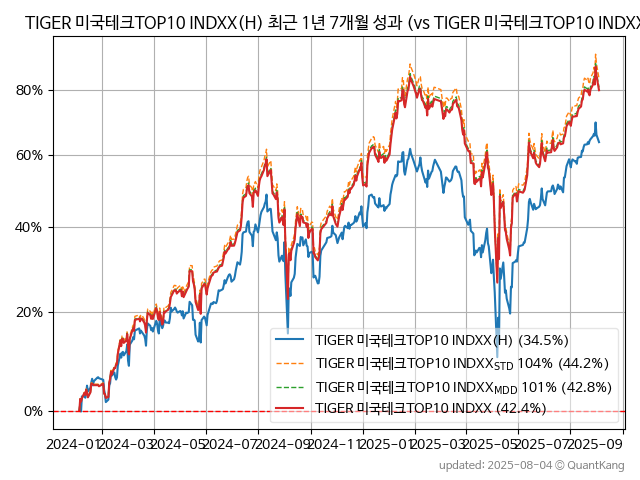 TIGER 미국테크TOP10 INDXX(H) 최근 1년 7개월 성과 (vs TIGER 미국테크TOP10 INDXX
80%
60%
40%
20%
0%
TIGER 미국테크TOP10 INDXX(H) (34.5%)
TIGER 미국테크TOP10 INDXX_STD 104% (44.2%)
TIGER 미국테크TOP10 INDXX_MDD 101% (42.8%)
TIGER 미국테크TOP10 INDXX (42.4%)
2024-01 2024-03 2024-05 2024-07 2024-09 2024-11 2025-01 2025-03 2025-05 2025-07 2025-09
updated: 2025-08-04 © QuantKang